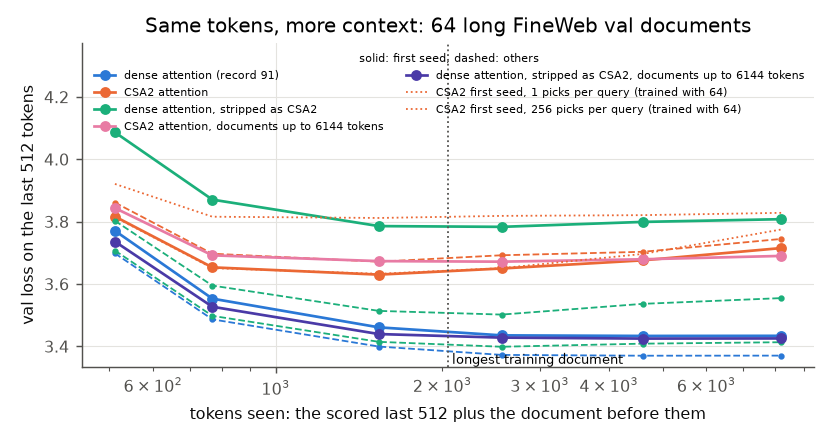 Same tokens, more context: 64 long FineWeb val documents
solid: first seed, dashed: others
dense attention (record 91)
CSA2 attention
dense attention, stripped as CSA2
CSA2 attention, documents up to 6144 tokens
dense attention, stripped as CSA2, documents up to 6144 tokens
CSA2 first seed, 1 picks per query (trained with 64)
CSA2 first seed, 256 picks per query (trained with 64)
val loss on the last 512 tokens
4.2
4.0
3.8
3.6
3.4
longest training document
6 × 10²
10³
2 × 10³
3 × 10³
4 × 10³
6 × 10³
tokens seen: the scored last 512 plus the document before them